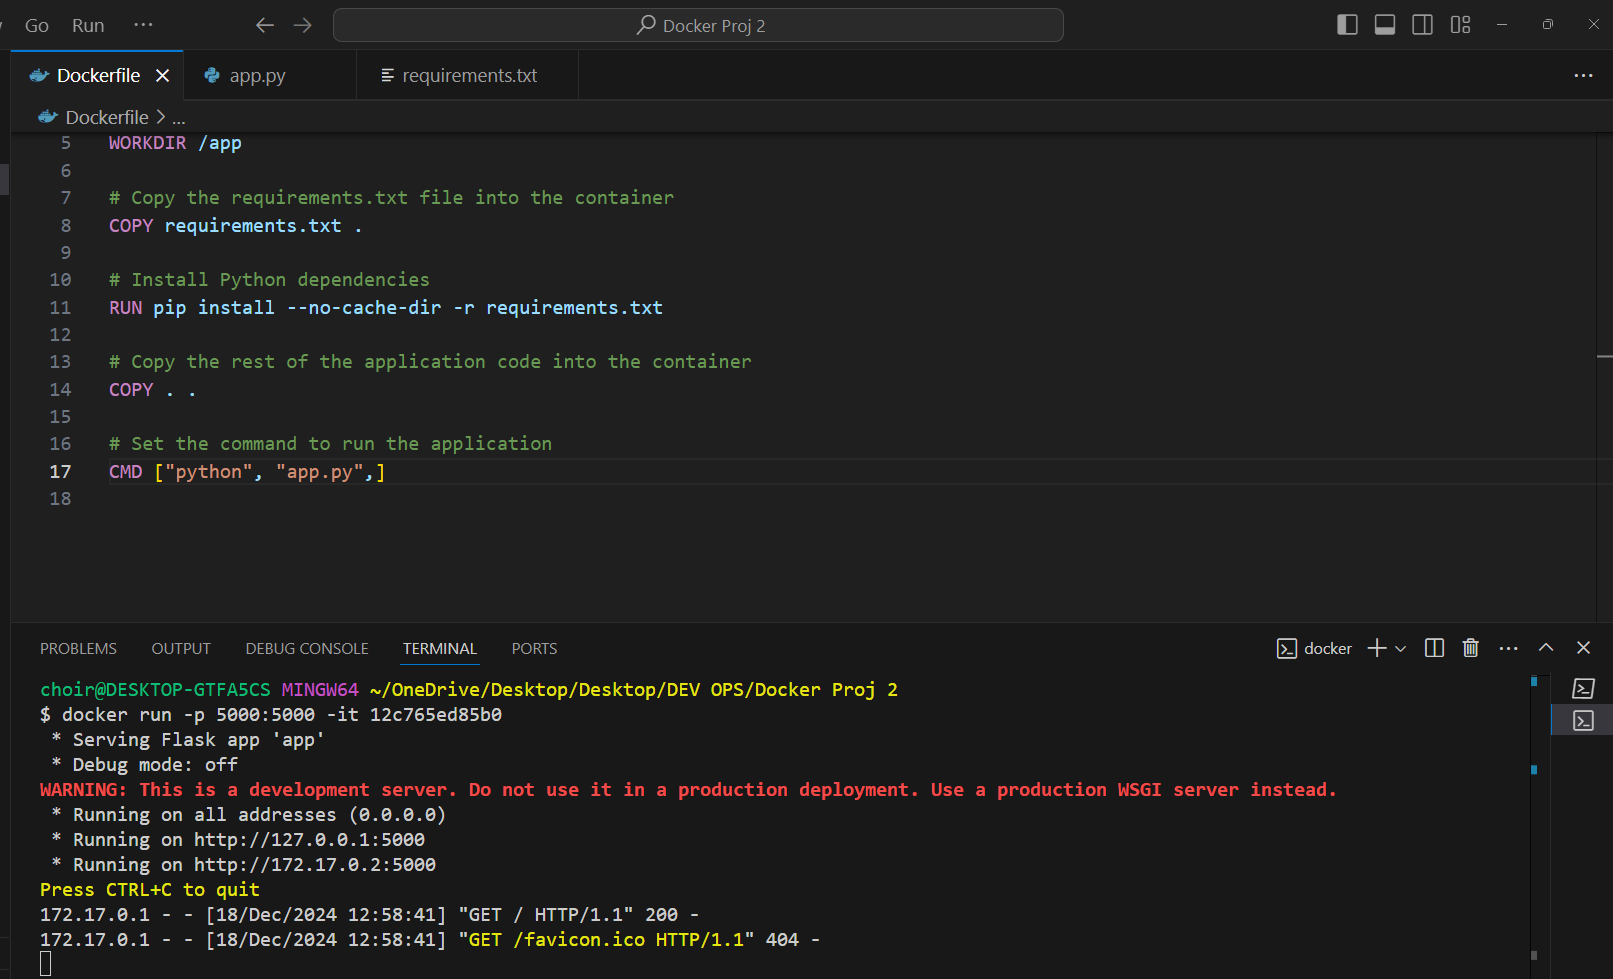 Go Run ···
Docker Proj 2
Dockerfile app.py requirements.txt ···
Dockerfile > ...
5 WORKDIR /app
6
7 # Copy the requirements.txt file into the container
8 COPY requirements.txt .
9
10 # Install Python dependencies
11 RUN pip install --no-cache-dir -r requirements.txt
12
13 # Copy the rest of the application code into the container
14 COPY . .
15
16 # Set the command to run the application
17 CMD ["python", "app.py",]
18
PROBLEMS OUTPUT DEBUG CONSOLE TERMINAL PORTS docker ···
choir@DESKTOP-GTFA5CS MINGW64 ~/OneDrive/Desktop/Desktop/DEV OPS/Docker Proj 2
$ docker run -p 5000:5000 -it 12c765ed85b0
* Serving Flask app 'app'
* Debug mode: off
WARNING: This is a development server. Do not use it in a production deployment. Use a production WSGI server instead.
* Running on all addresses (0.0.0.0)
* Running on http://127.0.0.1:5000
* Running on http://172.17.0.2:5000
Press CTRL+C to quit
172.17.0.1 - - [18/Dec/2024 12:58:41] "GET / HTTP/1.1" 200 -
172.17.0.1 - - [18/Dec/2024 12:58:41] "GET /favicon.ico HTTP/1.1" 404 -